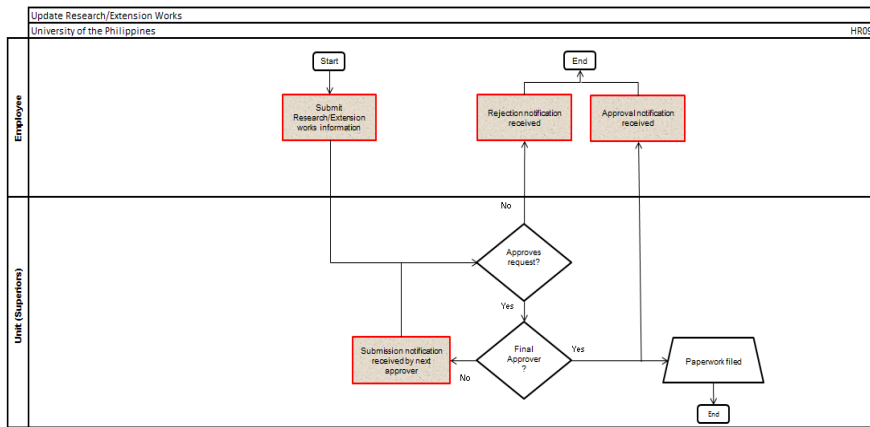 Update Research/Extension Works
University of the Philippines
HR09
Employee
Start
End
Submit
Research/Extension
works information
Rejection notification
received
Approval notification
received
Unit (Superiors)
No
Approves
request?
Yes
Submission notification
received by next
approver
No
Final
Approver
?
Yes
Paperwork filed
End